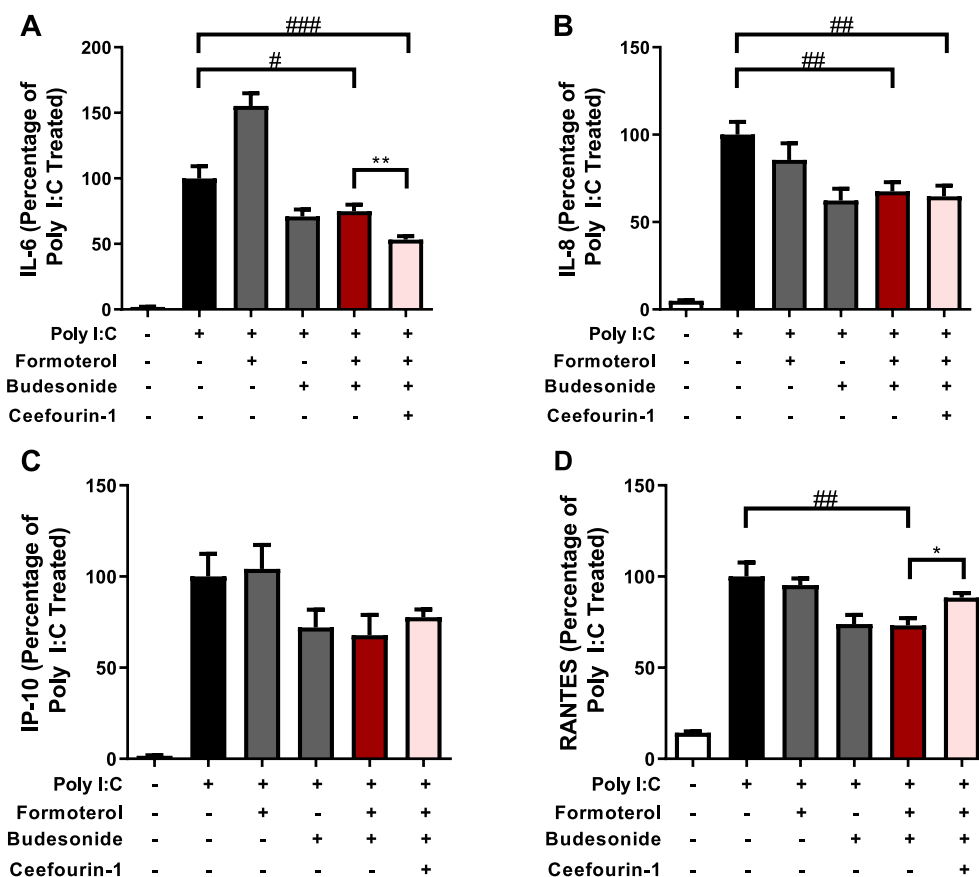 A
IL-6 (Percentage of
Poly I:C Treated)
200
150
100
50
0
###
#
**
Poly I:C - + + + + +
Formoterol - - + - + +
Budesonide - - - + + +
Ceefourin-1 - - - - - +
B
IL-8 (Percentage of
Poly I:C Treated)
150
100
50
0
##
##
Poly I:C - + + + + +
Formoterol - - + - + +
Budesonide - - - + + +
Ceefourin-1 - - - - - +
C
IP-10 (Percentage of
Poly I:C Treated)
150
100
50
0
Poly I:C - + + + + +
Formoterol - - + - + +
Budesonide - - - + + +
Ceefourin-1 - - - - - +
D
RANTES (Percentage of
Poly I:C Treated)
150
100
50
0
##
*
Poly I:C - + + + + +
Formoterol - - + - + +
Budesonide - - - + + +
Ceefourin-1 - - - - - +